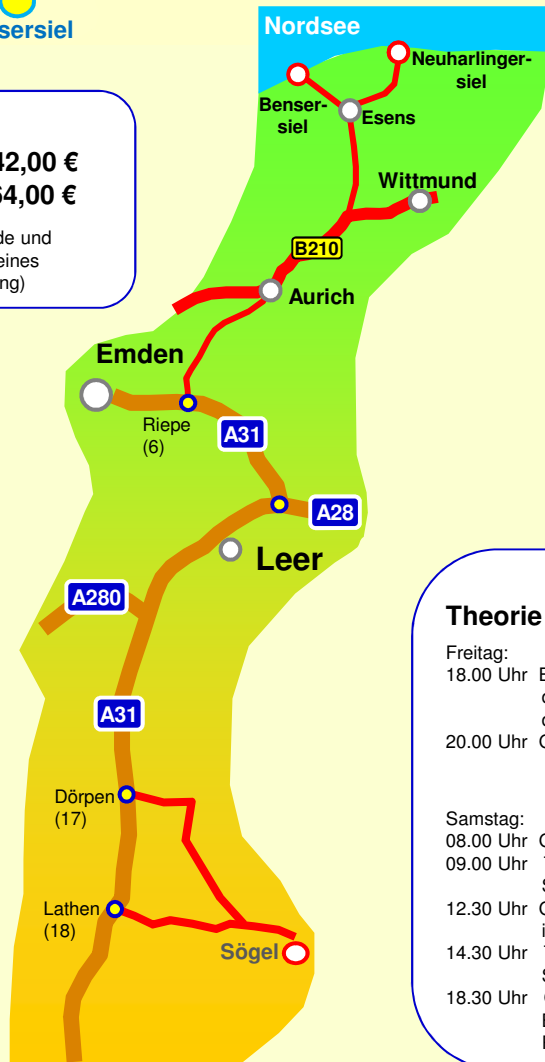 Nordsee
Neuharlinger-
siel
Benser-
siel
Esens
Wittmund
B210
Aurich
Emden
Riepe
(6)
A31
A28
Leer
A280
A31
Dörpen
(17)
Lathen
(18)
Sögel
sersiel
42,00 €
64,00 €
de und
eines
ng)
Theorie
Freitag:
18.00 Uhr
20.00 Uhr
Samstag:
08.00 Uhr
09.00 Uhr
12.30 Uhr
14.30 Uhr
18.30 Uhr